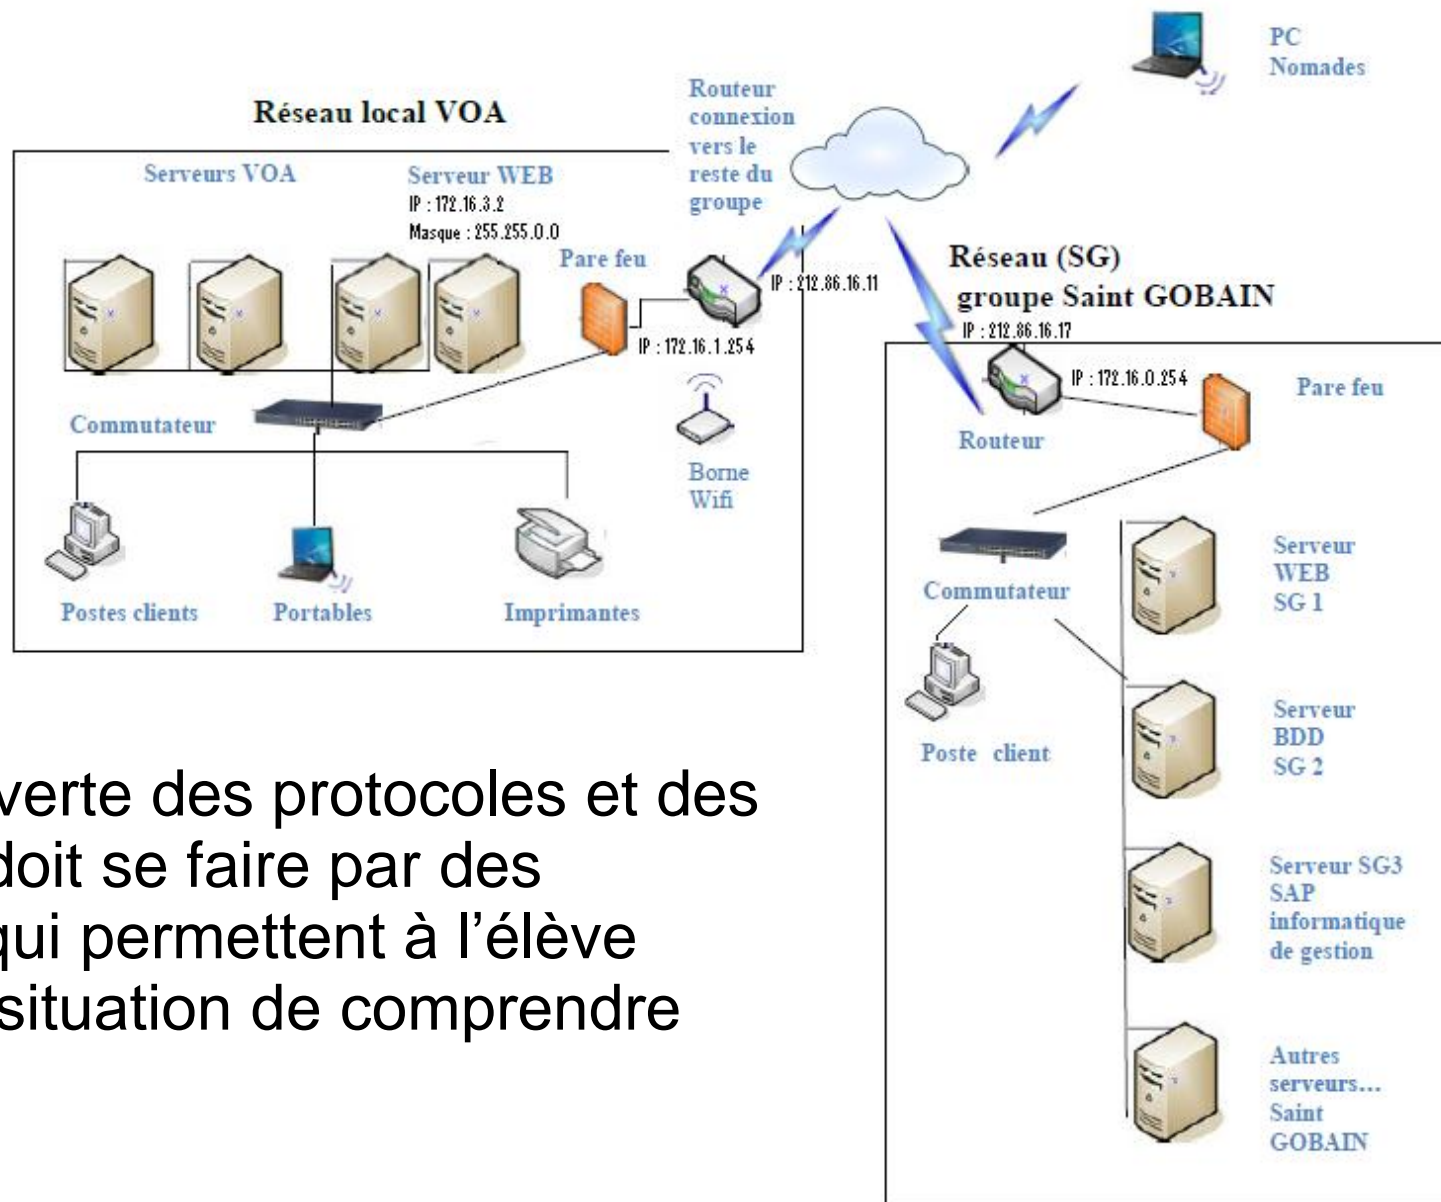 PC
Nomades
Réseau local VOA
Routeur
connexion
vers le
reste du
groupe
Serveurs VOA
Serveur WEB
IP : 172.16.3.2
Masque : 255.255.0.0
Pare feu
IP : 212.86.16.11
IP : 172.16.1.254
Commutateur
Borne
Wifi
Postes clients
Portables
Imprimantes
Réseau (SG)
groupe Saint GOBAIN
IP : 212.86.16.17
IP : 172.16.0.254
Pare feu
Routeur
Commutateur
Poste client
Serveur
WEB
SG 1
Serveur
BDD
SG 2
Serveur SG3
SAP
informatique
de gestion
Autres
serveurs...
Saint
GOBAIN
verte des protocoles et des
doit se faire par des
qui permettent à l’élève
situation de comprendre